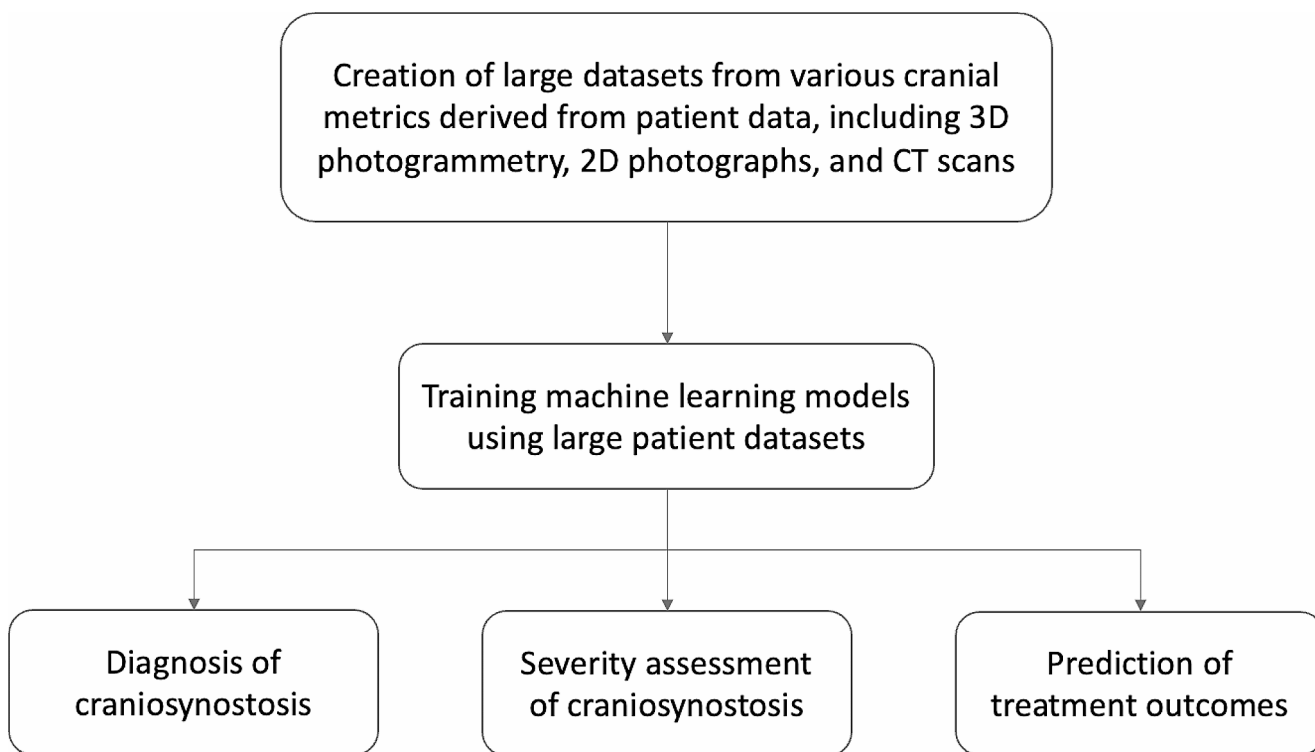 Creation of large datasets from various cranial
metrics derived from patient data, including 3D
photogrammetry, 2D photographs, and CT scans
Training machine learning models
using large patient datasets
Diagnosis of
craniosynostosis
Severity assessment
of craniosynostosis
Prediction of
treatment outcomes